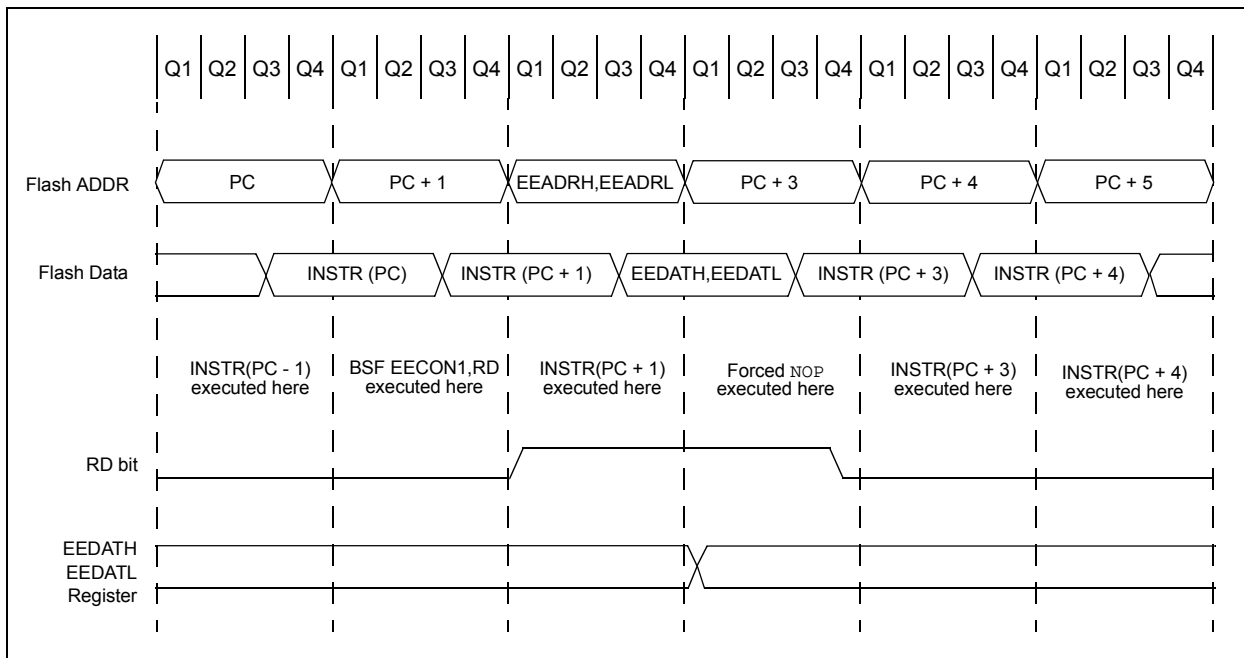 Q1 Q2 Q3 Q4 Q1 Q2 Q3 Q4 Q1 Q2 Q3 Q4 Q1 Q2 Q3 Q4 Q1 Q2 Q3 Q4 Q1 Q2 Q3 Q4
Flash ADDR PC PC + 1 EEADRH,EEADRL PC + 3 PC + 4 PC + 5
Flash Data INSTR (PC) INSTR (PC + 1) EEDATH,EEDATL INSTR (PC + 3) INSTR (PC + 4)
INSTR(PC - 1) BSF EECON1,RD INSTR(PC + 1) Forced NOP INSTR(PC + 3) INSTR(PC + 4)
executed here executed here executed here executed here executed here executed here
RD bit
EEDATH
EEDATL
Register